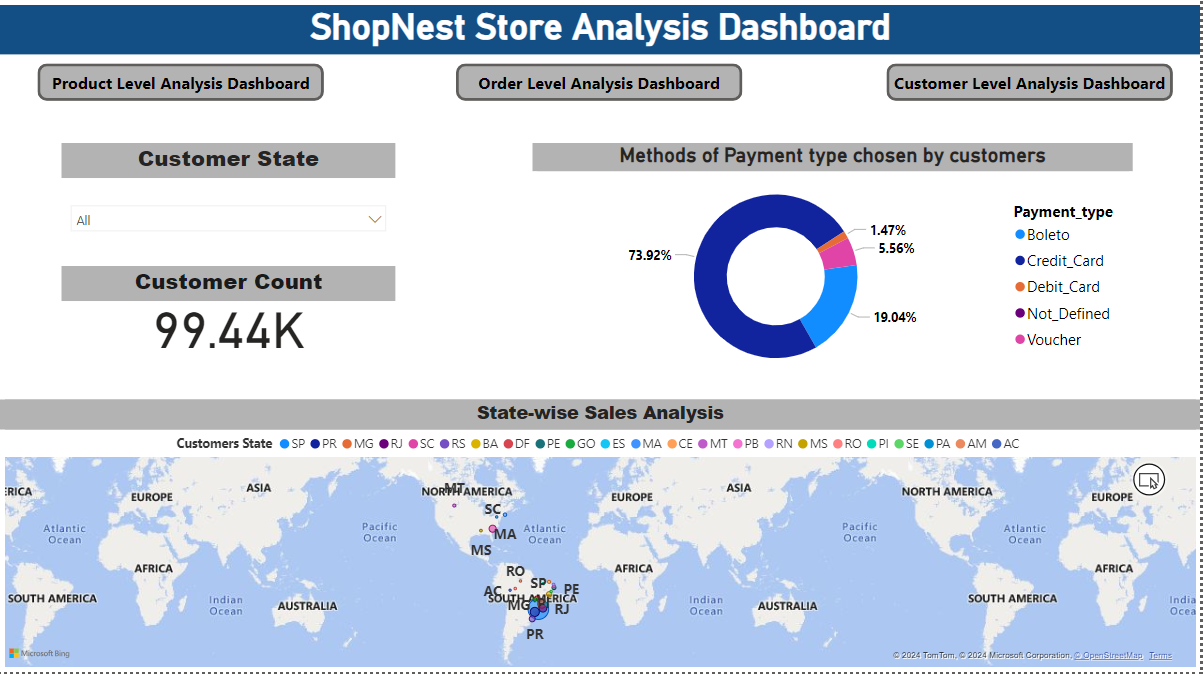 ShopNest Store Analysis Dashboard
Product Level Analysis Dashboard
Order Level Analysis Dashboard
Customer Level Analysis Dashboard
Customer State
All
Customer Count
99.44K
Methods of Payment type chosen by customers
73.92%
1.47%
5.56%
19.04%
Payment_type
Boleto
Credit_Card
Debit_Card
Not_Defined
Voucher
State-wise Sales Analysis
Customers State SP PR MG RJ SC RS BA DF PE GO ES MA CE MT PB RN MS RO PI SE PA AM AC
ERICA
EUROPE
ASIA
MT
NORTH AMERICA
EUROPE
ASIA
NORTH AMERICA
EUROPE
Atlantic
Ocean
Pacific
Ocean
SC
MA
MS
Atlantic
Ocean
Pacific
Ocean
Atlantic
Ocean
AFRICA
RO
AC
SP
PE
SOUTH AMERICA
MG
RJ
PR
AFRICA
AFRICA
SOUTH AMERICA
Indian
Ocean
AUSTRALIA
Indian
Ocean
AUSTRALIA
SOUTH AMERICA
India
Ocea
Microsoft Bing
© 2024 TomTom, © 2024 Microsoft Corporation, © OpenStreetMap Terms